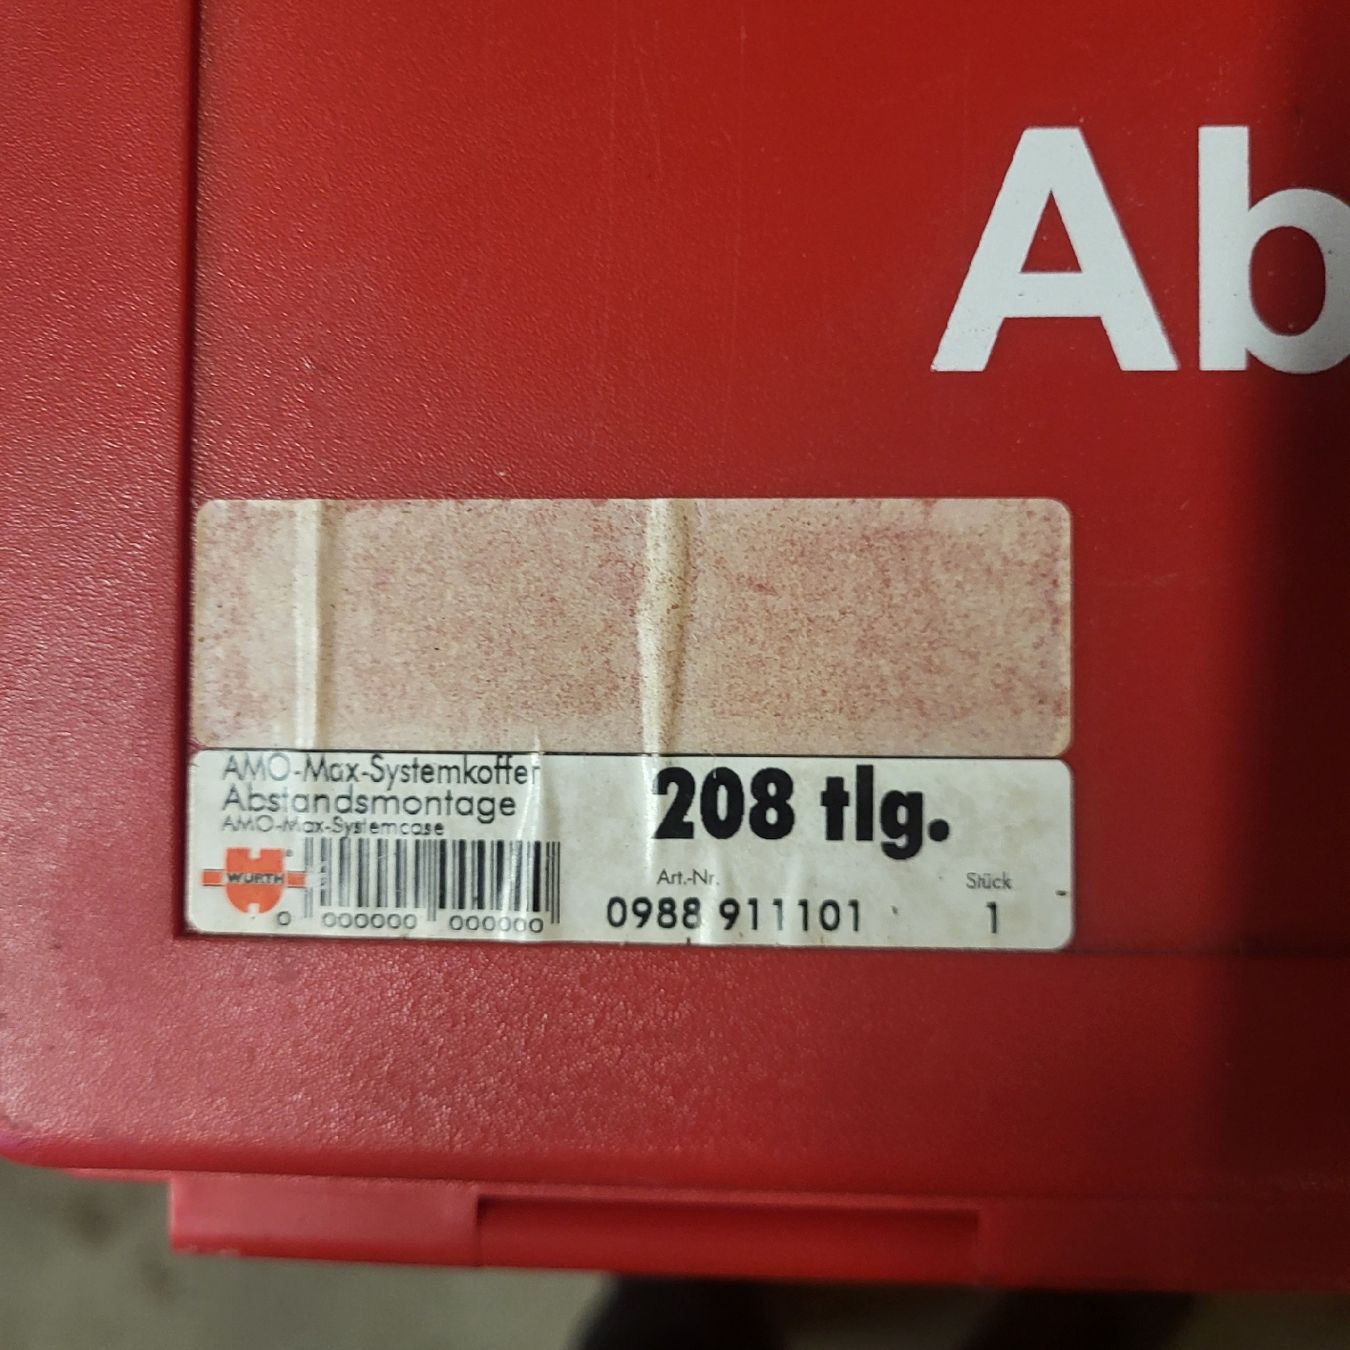 Ab
AMO-Max-Systemkoffer
Abstandsmontage
AMO-Max-Systemcase
208 tlg.
WÜRTH
0 000000 000000
Art.-Nr.
0988 911101
Stück
1